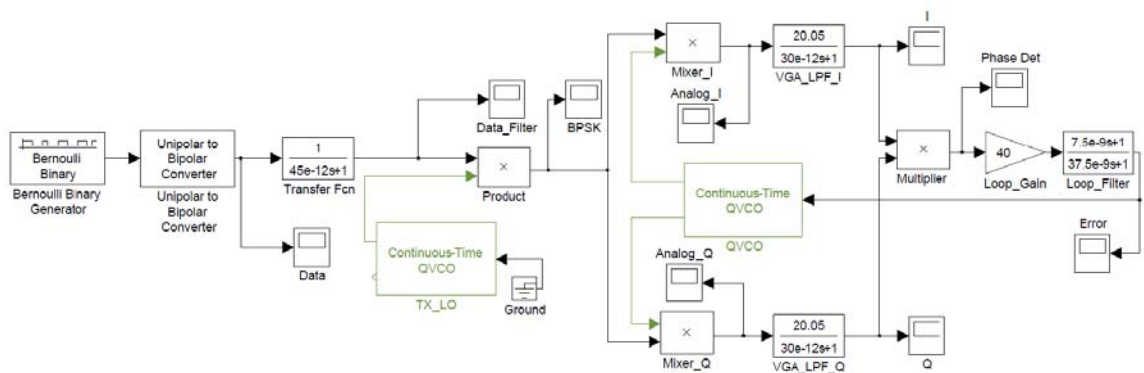 Bernoulli
Binary
Bernoulli Binary
Generator
Unipolar to
Bipolar
Converter
Unipolar to
Bipolar
Converter
Data
1
45e-12s+1
Transfer Fcn
Data_Filter
×
Product
BPSK
Continuous-Time
QVCO
TX_LO
Ground
×
Mixer_I
Analog_I
20.05
30e-12s+1
VGA_LPF_I
I
Continuous-Time
QVCO
QVCO
Analog_Q
×
Mixer_Q
20.05
30e-12s+1
VGA_LPF_Q
Q
×
Multiplier
Phase Det
40
Loop_Gain
7.5e-9s+1
37.5e-9s+1
Loop_Filter
Error